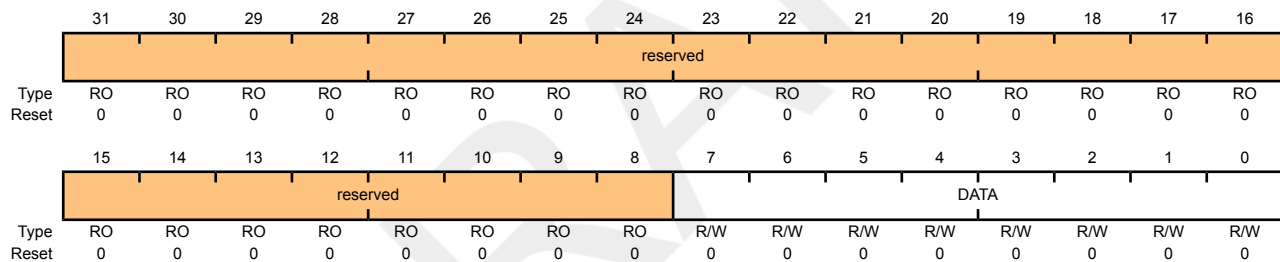 31 30 29 28 27 26 25 24 23 22 21 20 19 18 17 16
reserved
Type RO RO RO RO RO RO RO RO RO RO RO RO RO RO RO RO
Reset 0 0 0 0 0 0 0 0 0 0 0 0 0 0 0 0
15 14 13 12 11 10 9 8 7 6 5 4 3 2 1 0
reserved DATA
Type RO RO RO RO RO RO RO RO R/W R/W R/W R/W R/W R/W R/W R/W
Reset 0 0 0 0 0 0 0 0 0 0 0 0 0 0 0 0